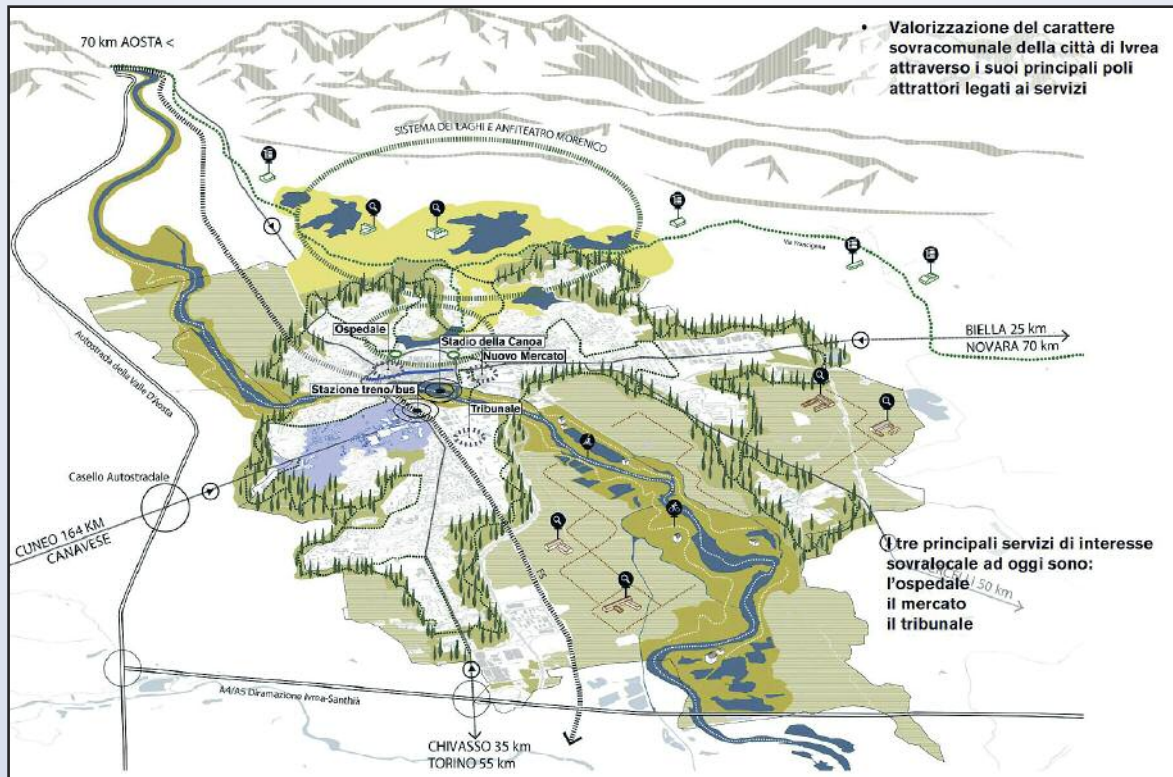 70 km AOSTA <
• Valorizzazione del carattere
sovracomunale della città di Ivrea
attraverso i suoi principali poli
attrattori legati ai servizi
SISTEMA DEI LAGHI E ANFITEATRO MORENICO
Via Francigena
Ospedale
Stadio della Canoa
Nuovo Mercato
BIELLA 25 km
NOVARA 70 km
Autostrada della Valle D'Aosta
Stazione treno/bus
Tribunale
Casello Autostradale
CUNEO 164 KM
CANAVESE
I tre principali servizi di interesse
sovralocale ad oggi sono:
l'ospedale
il mercato
il tribunale
50 km
FS
A4/A5 Diramazione Ivrea-Santhià
CHIVASSO 35 km
TORINO 55 km